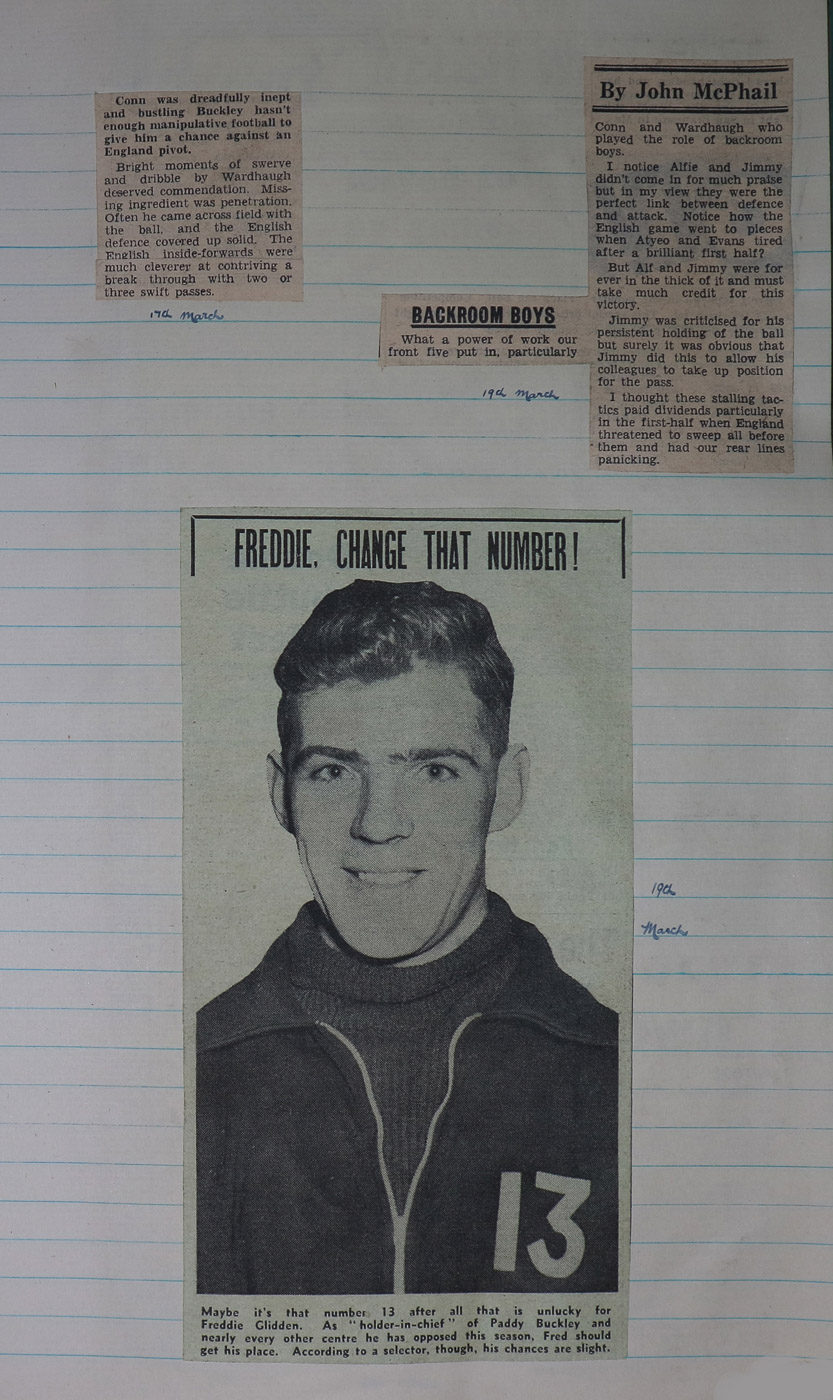 Conn was dreadfully inept
and bustling Buckley hasn't
enough manipulative football to
give him a chance against an
England pivot.
Bright moments of swerve
and dribble by Wardhaugh
deserved commendation. Miss-
ing ingredient was penetration.
Often he came across field with
the ball, and the English
defence covered up solid. The
English inside-forwards were
much cleverer at contriving a
break through with two or
three swift passes.
17th March
BACKROOM BOYS
What a power of work our
front five put in, particularly
19th March
By John McPhail
Conn and Wardhaugh who
played the role of backroom
boys.
I notice Alfie and Jimmy
didn't come in for much praise
but in my view they were the
perfect link between defence
and attack. Notice how the
English game went to pieces
when Atyeo and Evans tired
after a brilliant first half?
But Alf and Jimmy were for
ever in the thick of it and must
take much credit for this
victory.
Jimmy was criticised for his
persistent holding of the ball
but surely it was obvious that
Jimmy did this to allow his
colleagues to take up position
for the pass.
I thought these stalling tac-
tics paid dividends particularly
in the first-half when England
threatened to sweep all before
them and had our rear lines
panicking.
FREDDIE, CHANGE THAT NUMBER!
13
19th
March
Maybe it's that number 13 after all that is unlucky for
Freddie Glidden. As "holder-in-chief" of Paddy Buckley and
nearly every other centre he has opposed this season, Fred should
get his place. According to a selector, though, his chances are slight.